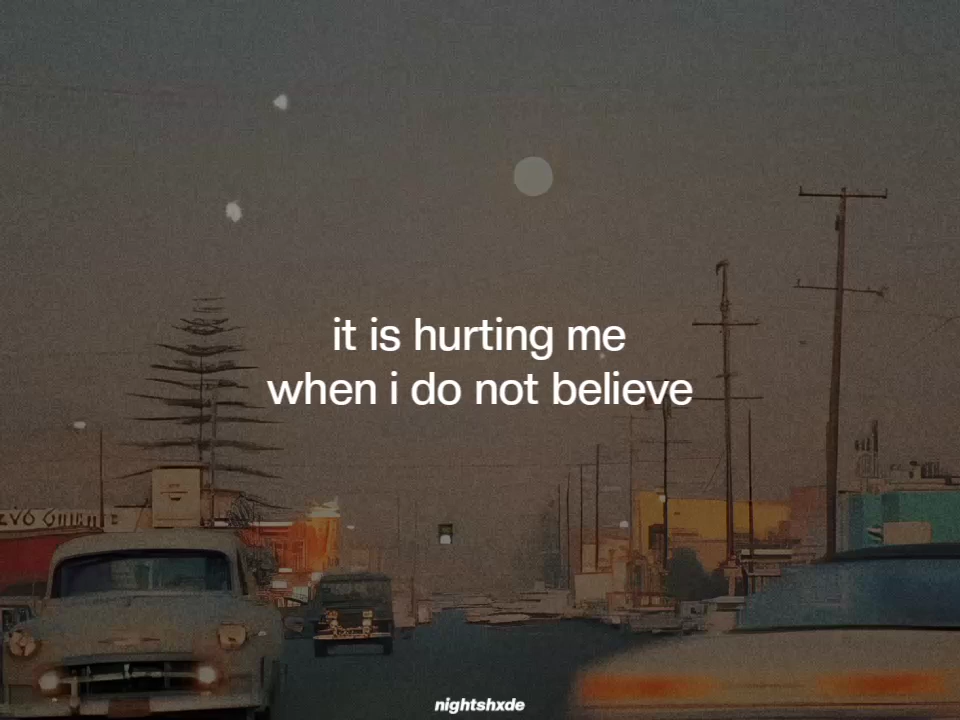 it is hurting me
when i do not believe
nightshxde